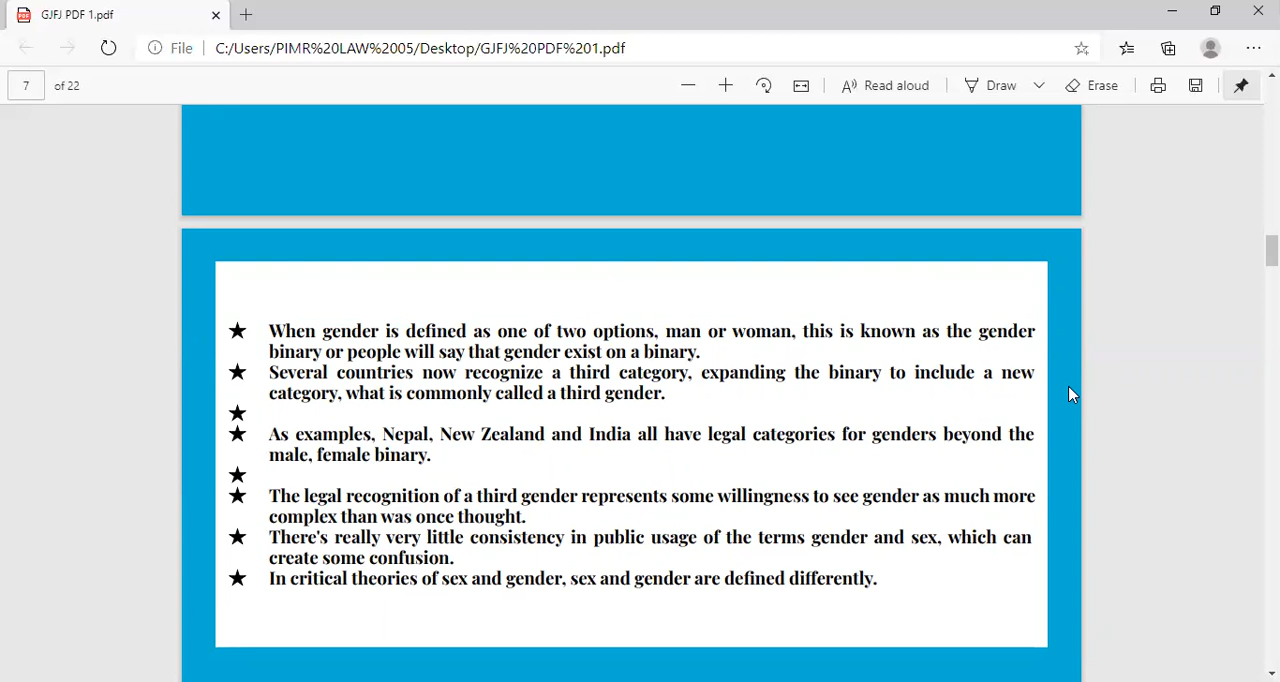 GJFJ PDF 1.pdf
File C:/Users/PIMR%20LAW%2005/Desktop/GJFJ%20PDF%201.pdf
7 of 22 Read aloud Draw Erase
★ When gender is defined as one of two options, man or woman, this is known as the gender
binary or people will say that gender exist on a binary.
★ Several countries now recognize a third category, expanding the binary to include a new
category, what is commonly called a third gender.
★
★ As examples, Nepal, New Zealand and India all have legal categories for genders beyond the
male, female binary.
★
★ The legal recognition of a third gender represents some willingness to see gender as much more
complex than was once thought.
★ There's really very little consistency in public usage of the terms gender and sex, which can
create some confusion.
★ In critical theories of sex and gender, sex and gender are defined differently.